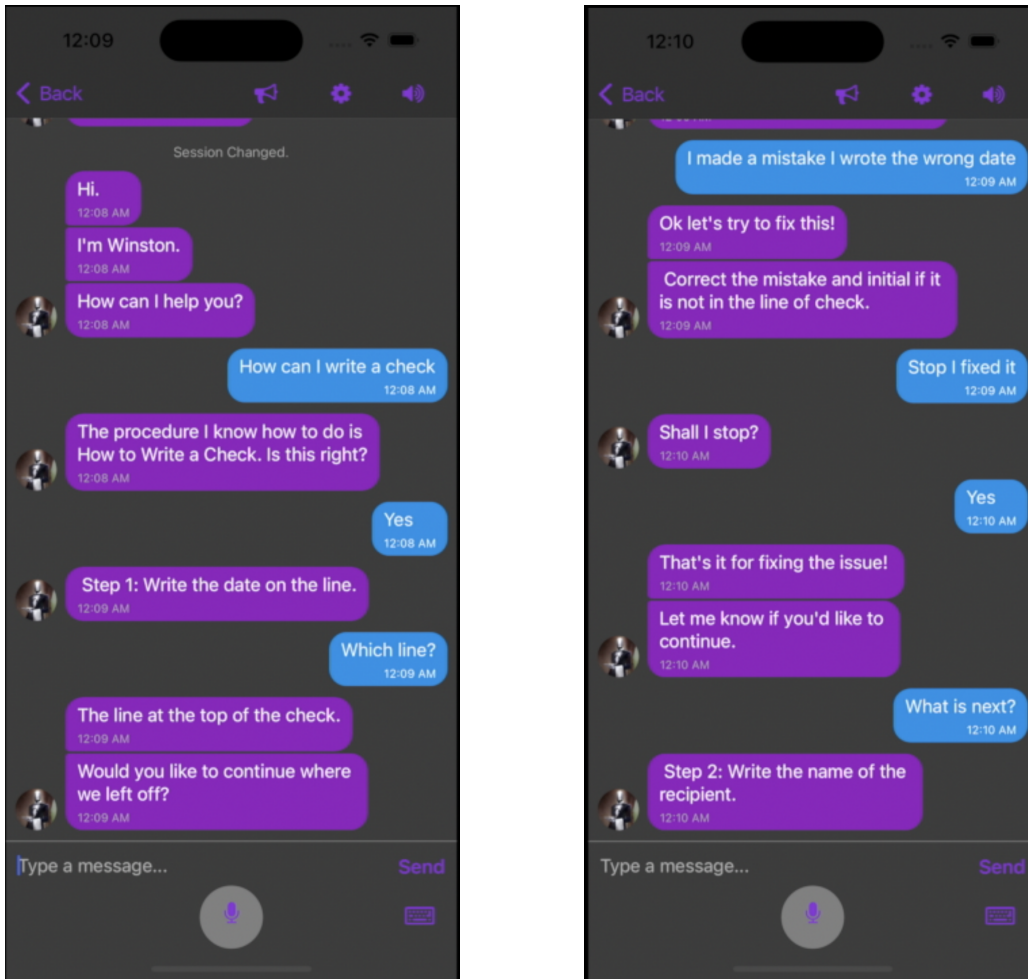 12:09
Back
Session Changed.
Hi.
12:08 AM
I'm Winston.
12:08 AM
How can I help you?
12:08 AM
How can I write a check
12:08 AM
The procedure I know how to do is
How to Write a Check. Is this right?
12:08 AM
Yes
12:08 AM
Step 1: Write the date on the line.
12:09 AM
Which line?
12:09 AM
The line at the top of the check.
12:09 AM
Would you like to continue where
we left off?
12:09 AM
Type a message...
Send
12:10
Back
I made a mistake I wrote the wrong date
12:09 AM
Ok let's try to fix this!
12:09 AM
Correct the mistake and initial if it
is not in the line of check.
12:09 AM
Stop I fixed it
12:09 AM
Shall I stop?
12:10 AM
Yes
12:10 AM
That's it for fixing the issue!
12:10 AM
Let me know if you'd like to
continue.
12:10 AM
What is next?
12:10 AM
Step 2: Write the name of the
recipient.
12:10 AM
Type a message...
Send